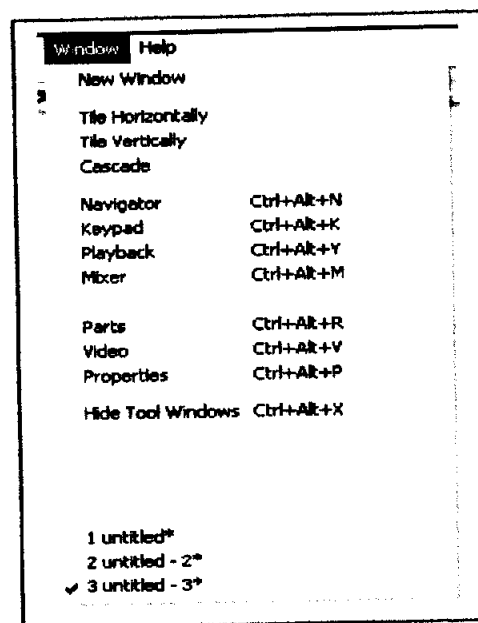 Window Help
New Window
Tile Horizontally
Tile Vertically
Cascade
Navigator Ctrl+Alt+N
Keypad Ctrl+Alt+K
Playback Ctrl+Alt+Y
Mixer Ctrl+Alt+M
Parts Ctrl+Alt+R
Video Ctrl+Alt+V
Properties Ctrl+Alt+P
Hide Tool Windows Ctrl+Alt+X
1 untitled*
2 untitled - 2*
✓ 3 untitled - 3*